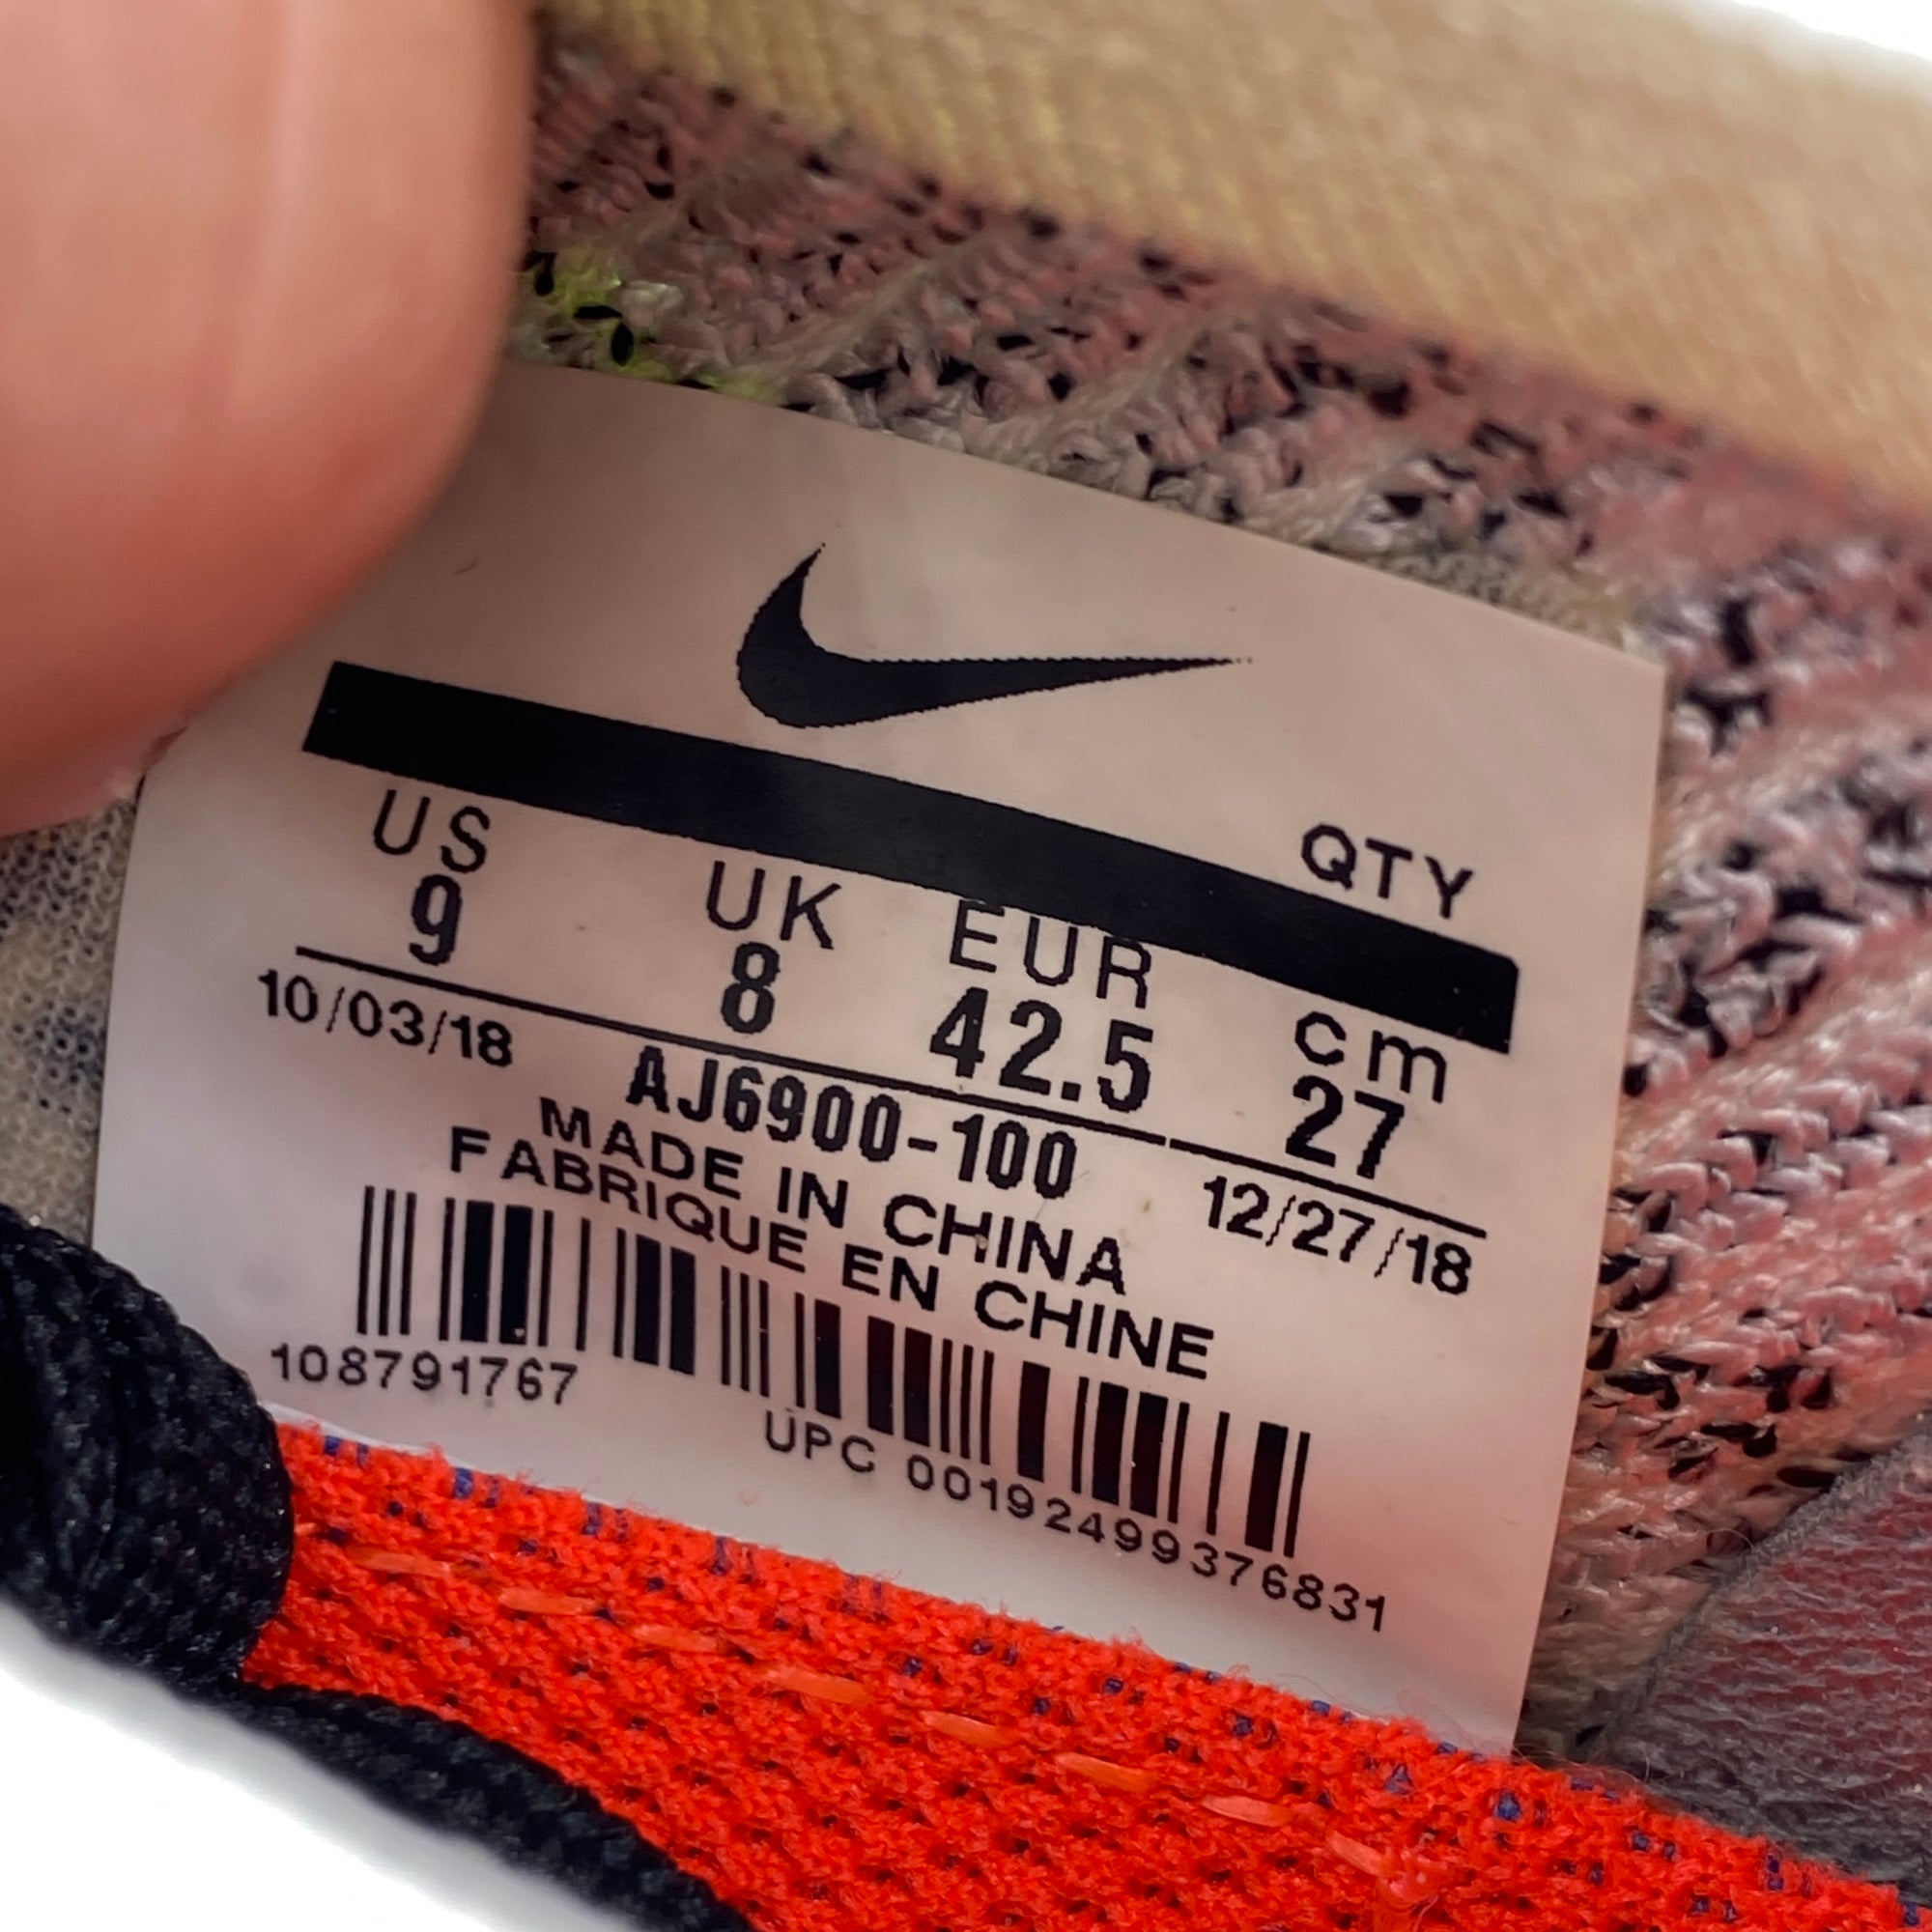 QTY
US UK EUR cm
9 8 42.5 27
10/03/18 AJ6900-100 12/27/18
MADE IN CHINA
FABRIQUE EN CHINE
108791767 UPC 00192499376831